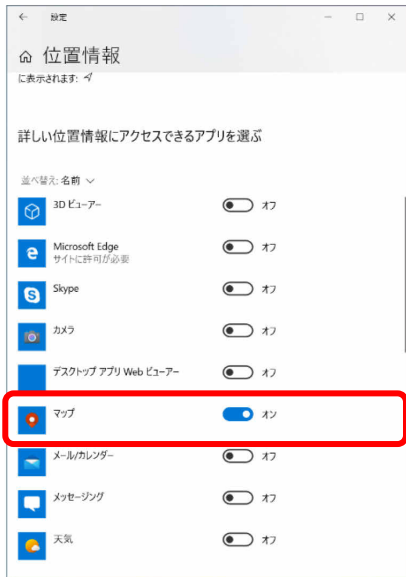 設定
位置情報
に表示されます:
詳しい位置情報にアクセスできるアプリを選ぶ
並べ替え: 名前
3D ビューアー オフ
Microsoft Edge オフ
サイトに許可が必要
Skype オフ
カメラ オフ
デスクトップ アプリ Web ビューアー オフ
マップ オン
メール/カレンダー オフ
メッセージング オフ
天気 オフ